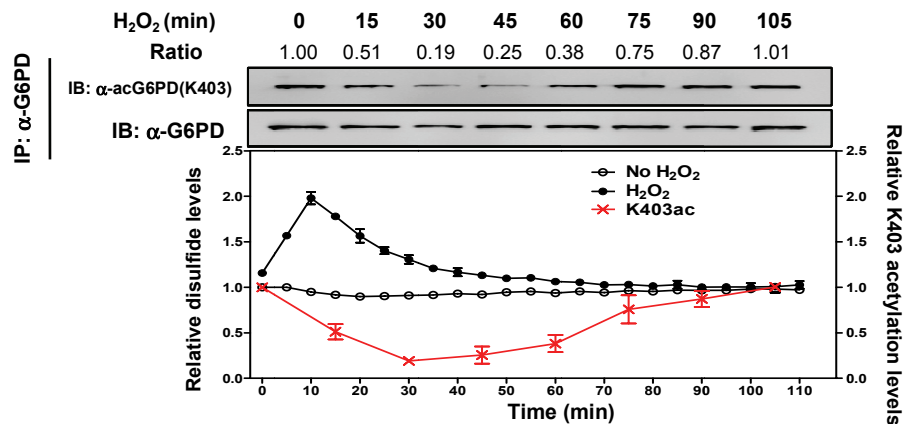 H₂O₂ (min) 0 15 30 45 60 75 90 105
Ratio 1.00 0.51 0.19 0.25 0.38 0.75 0.87 1.01
IP: α-G6PD
IB: α-acG6PD(K403)
IB: α-G6PD
Relative disulfide levels
2.5
2.0
1.5
1.0
0.5
0.0
No H₂O₂
H₂O₂
K403ac
2.5
2.0
1.5
1.0
0.5
0.0
Relative K403 acetylation levels
0 10 20 30 40 50 60 70 80 90 100 110
Time (min)